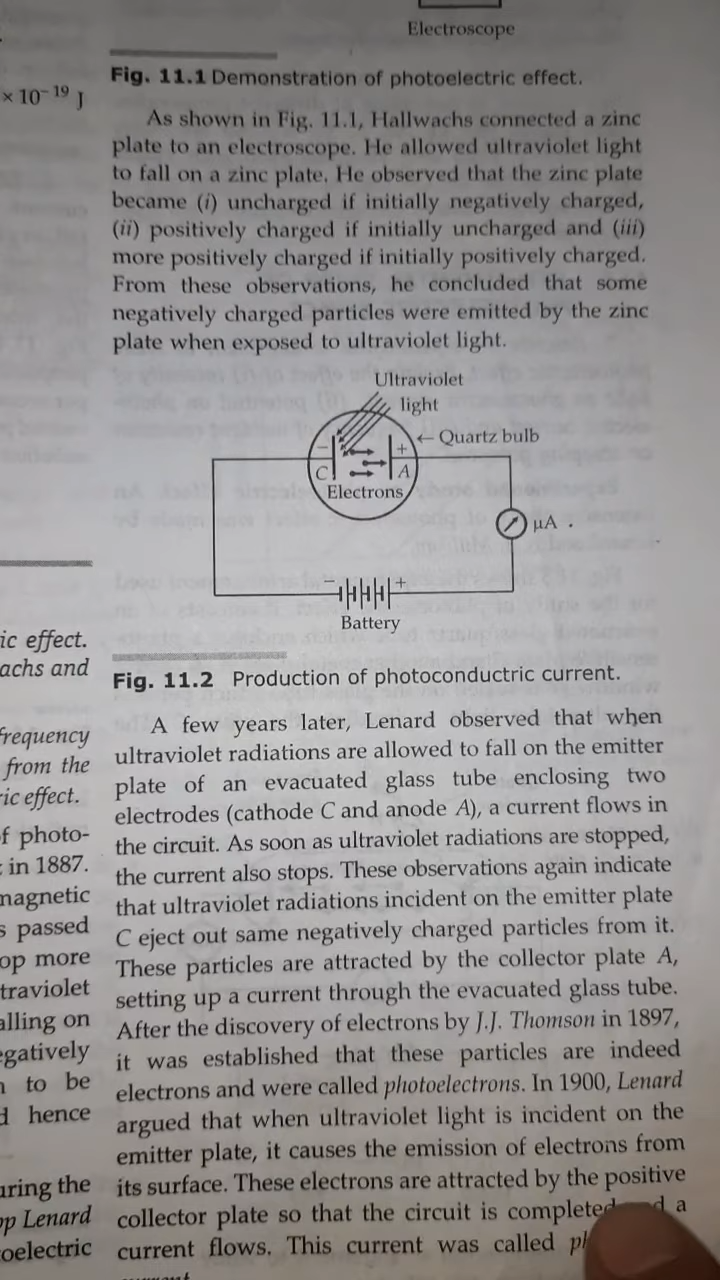 Electroscope
Fig. 11.1 Demonstration of photoelectric effect.
As shown in Fig. 11.1, Hallwachs connected a zinc
plate to an electroscope. He allowed ultraviolet light
to fall on a zinc plate. He observed that the zinc plate
became (i) uncharged if initially negatively charged,
(ii) positively charged if initially uncharged and (iii)
more positively charged if initially positively charged.
From these observations, he concluded that some
negatively charged particles were emitted by the zinc
plate when exposed to ultraviolet light.
Ultraviolet
light
← Quartz bulb
− +
C A
Electrons
μA .
− +
Battery
Fig. 11.2 Production of photoconductric current.
A few years later, Lenard observed that when
ultraviolet radiations are allowed to fall on the emitter
plate of an evacuated glass tube enclosing two
electrodes (cathode C and anode A), a current flows in
the circuit. As soon as ultraviolet radiations are stopped,
the current also stops. These observations again indicate
that ultraviolet radiations incident on the emitter plate
C eject out same negatively charged particles from it.
These particles are attracted by the collector plate A,
setting up a current through the evacuated glass tube.
After the discovery of electrons by J.J. Thomson in 1897,
it was established that these particles are indeed
electrons and were called photoelectrons. In 1900, Lenard
argued that when ultraviolet light is incident on the
emitter plate, it causes the emission of electrons from
its surface. These electrons are attracted by the positive
collector plate so that the circuit is completed a
current flows. This current was called
× 10⁻¹⁹ J
ic effect.
achs and
frequency
from the
ic effect.
f photo-
in 1887.
magnetic
s passed
op more
traviolet
alling on
egatively
to be
d hence
uring the
op Lenard
oelectric